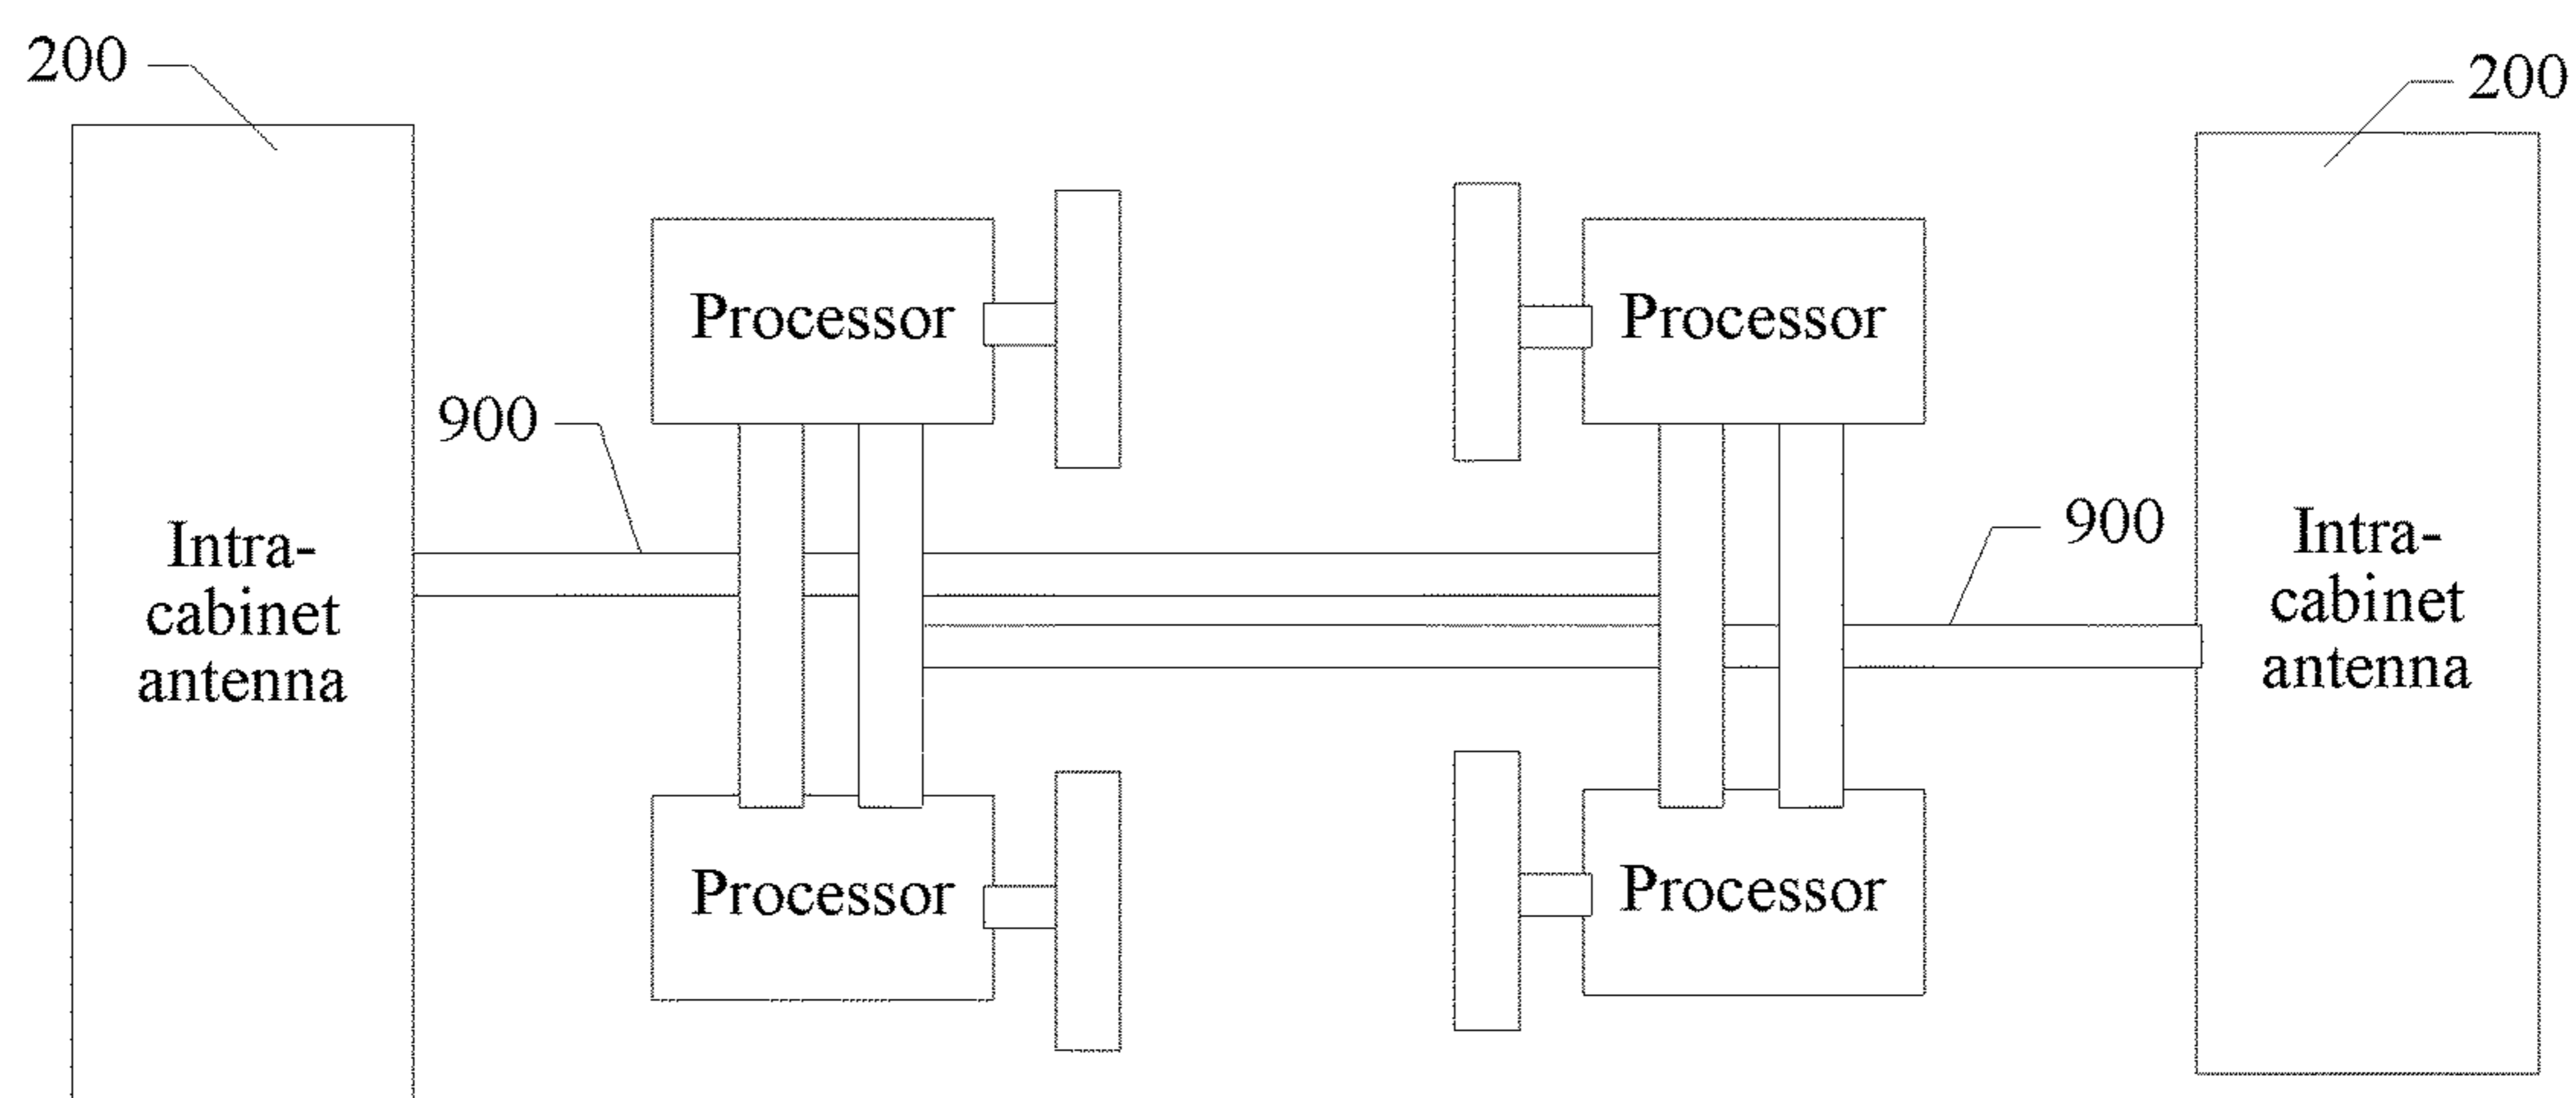 200
200
Processor
Processor
900
900
Intra-
cabinet
antenna
Intra-
cabinet
antenna
Processor
Processor